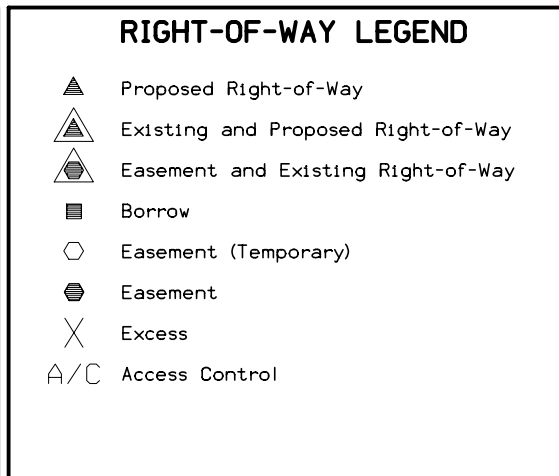 RIGHT-OF-WAY LEGEND
Proposed Right-of-Way
Existing and Proposed Right-of-Way
Easement and Existing Right-of-Way
Borrow
Easement (Temporary)
Easement
X Excess
A/C Access Control